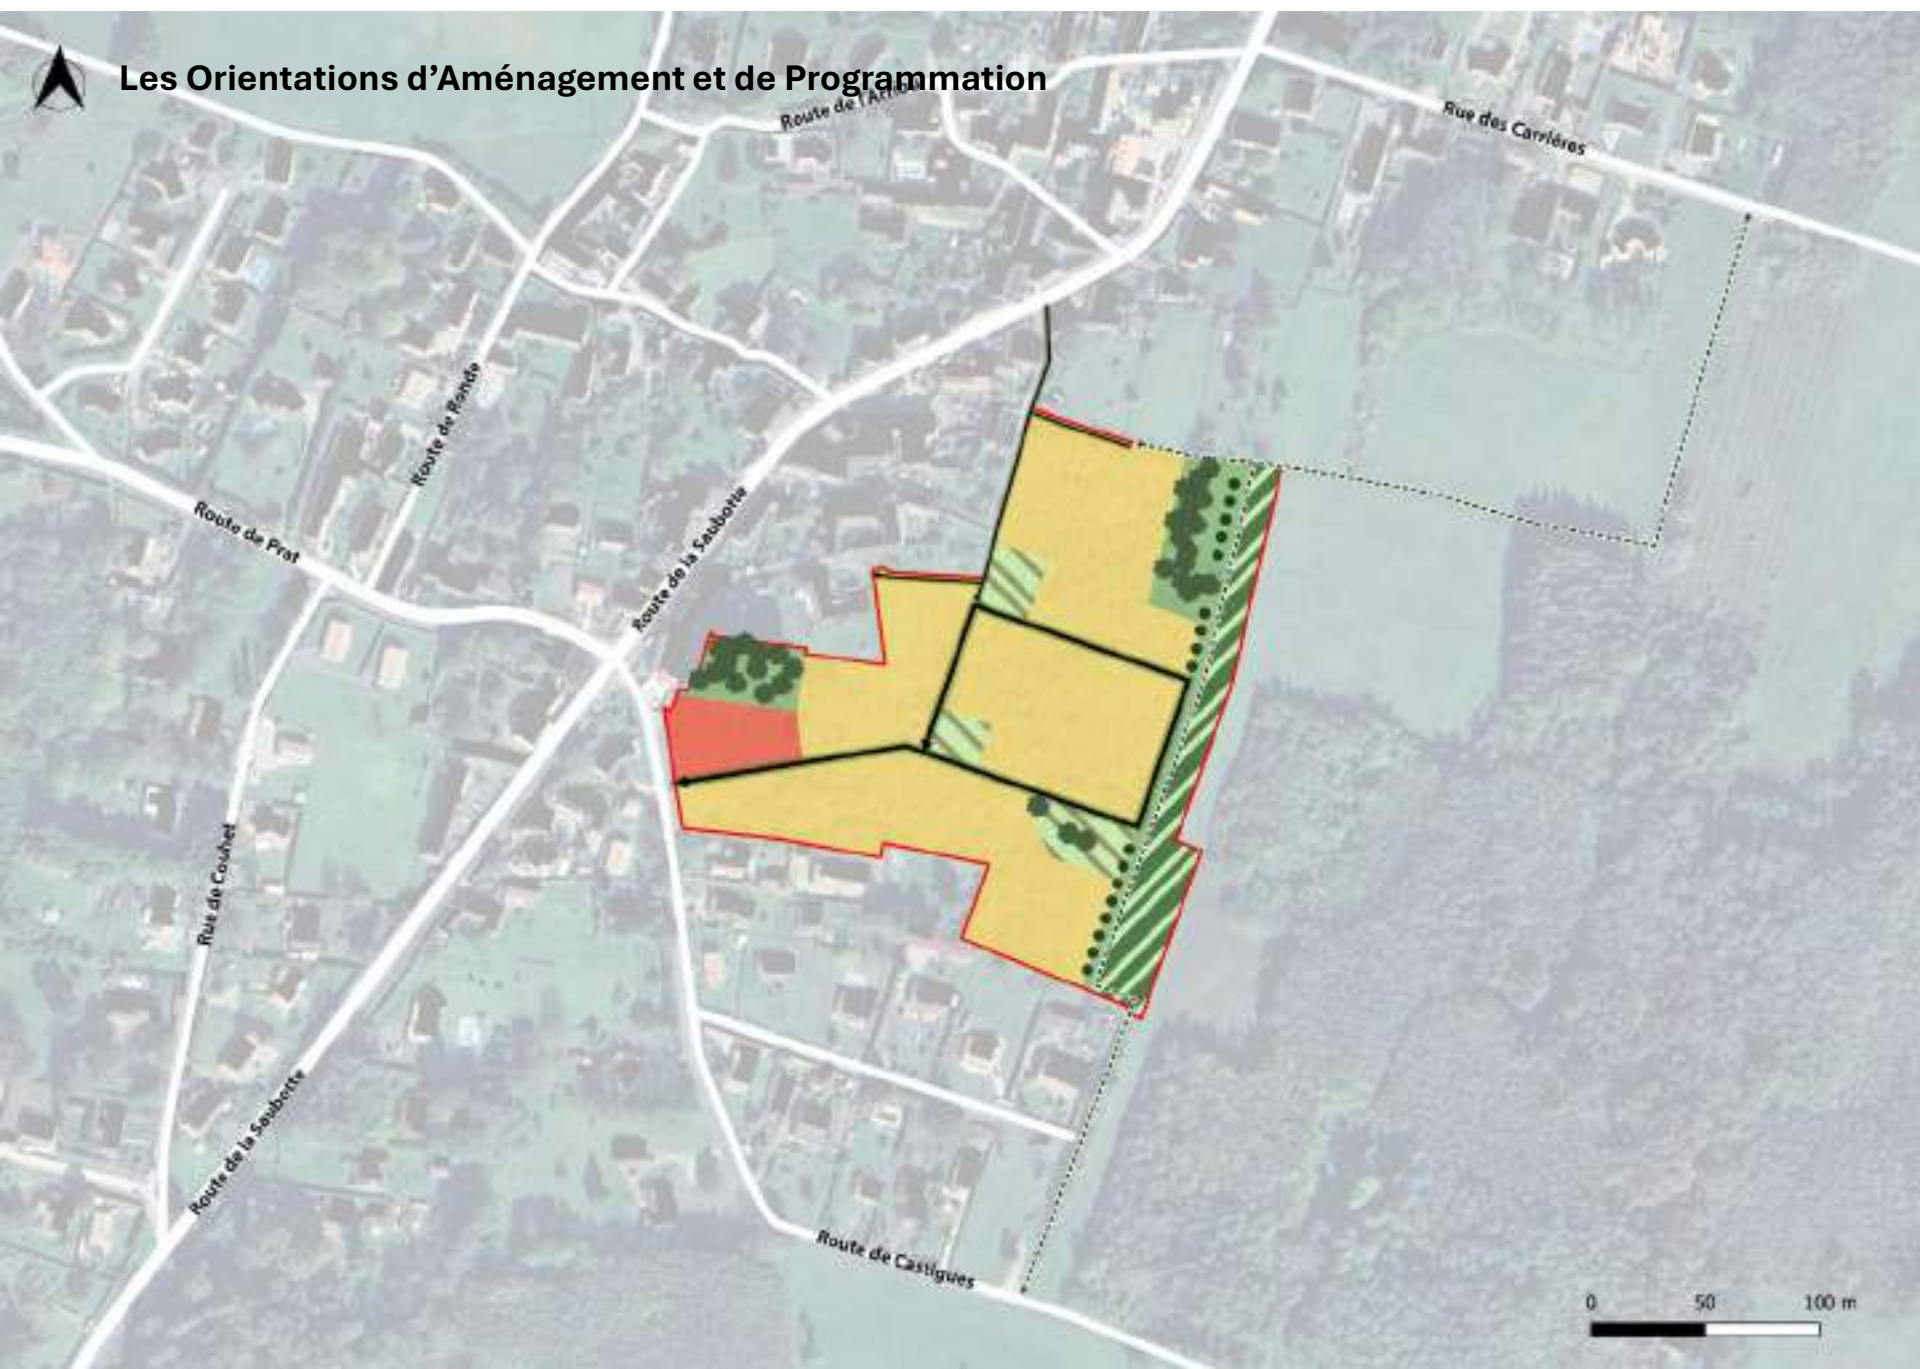 Les Orientations d’Aménagement et de Programmation
Route de l'Arriou
Rue des Carrières
Route de Ronde
Route de Prat
Route de la Saubotte
Rue de Couhet
Route de la Saubotte
Route de Castigues
0 50 100 m